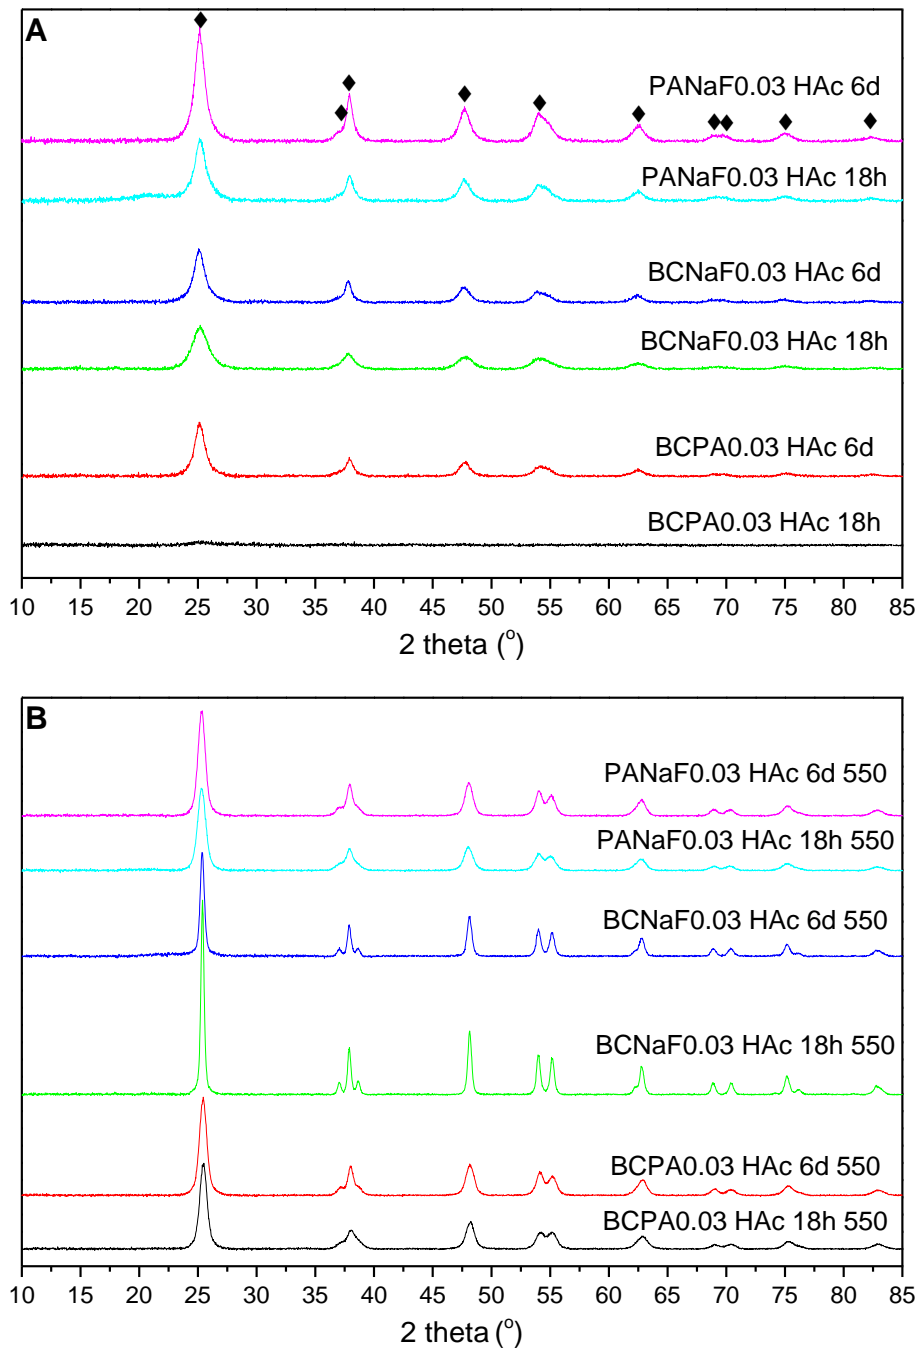 A
PANaF0.03 HAc 6d
PANaF0.03 HAc 18h
BCNaF0.03 HAc 6d
BCNaF0.03 HAc 18h
BCPA0.03 HAc 6d
BCPA0.03 HAc 18h
10 15 20 25 30 35 40 45 50 55 60 65 70 75 80 85
2 theta (o)
B
PANaF0.03 HAc 6d 550
PANaF0.03 HAc 18h 550
BCNaF0.03 HAc 6d 550
BCNaF0.03 HAc 18h 550
BCPA0.03 HAc 6d 550
BCPA0.03 HAc 18h 550
10 15 20 25 30 35 40 45 50 55 60 65 70 75 80 85
2 theta (o)